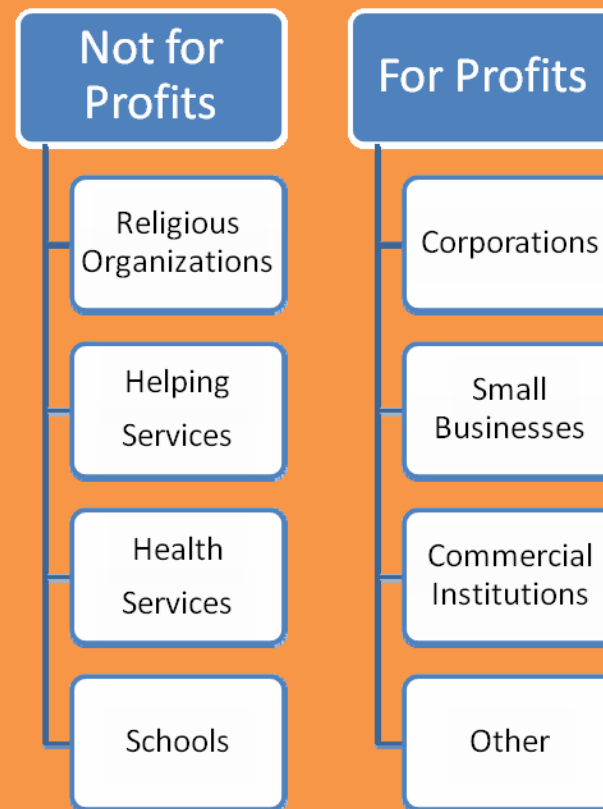 Not for
Profits
Religious
Organizations
Helping
Services
Health
Services
Schools
For Profits
Corporations
Small
Businesses
Commercial
Institutions
Other